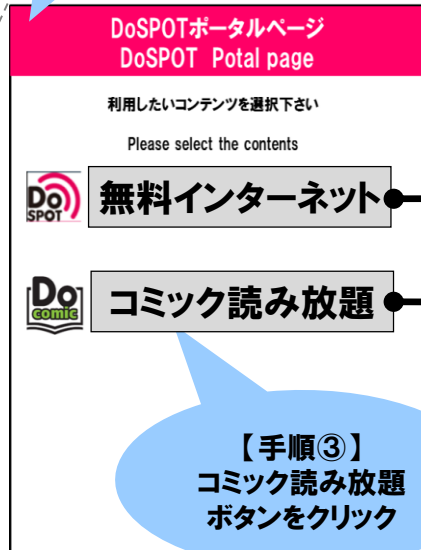 DoSPOTポータルページ
DoSPOT Potal page
利用したいコンテンツを選択下さい
Please select the contents
Do
SPOT
無料インターネット
Do
comic
コミック読み放題
【手順③】
コミック読み放題
ボタンをクリック